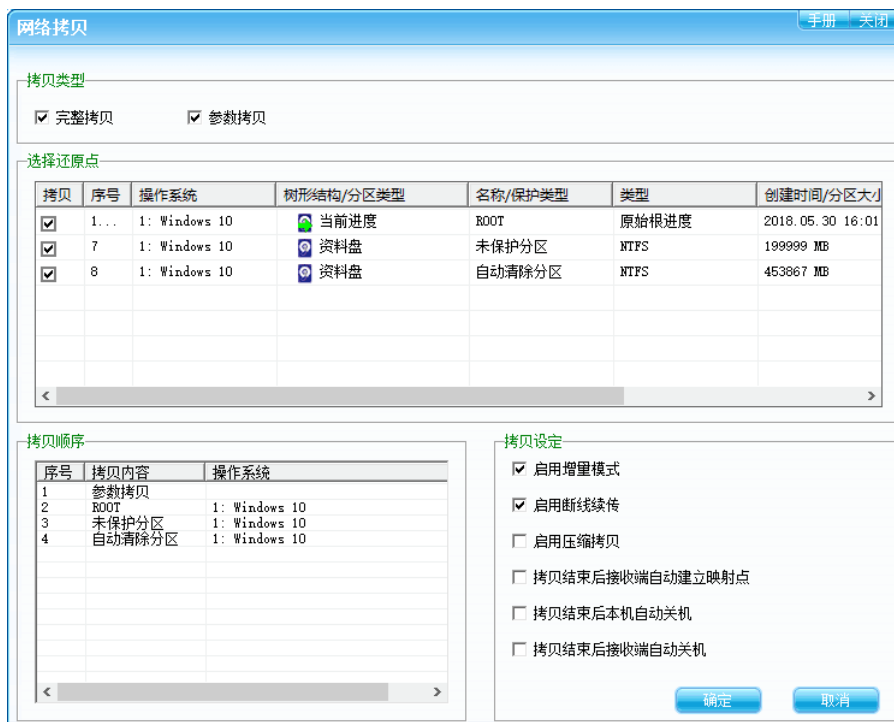 网络拷贝
手册 关闭
拷贝类型
完整拷贝 参数拷贝
选择还原点
拷贝 序号 操作系统 树形结构/分区类型 名称/保护类型 类型 创建时间/分区大小
1... 1: Windows 10 当前进度 ROOT 原始根进度 2018.05.30 16:01
7 1: Windows 10 资料盘 未保护分区 NTFS 199999 MB
8 1: Windows 10 资料盘 自动清除分区 NTFS 453867 MB
拷贝顺序
序号 拷贝内容 操作系统
1 参数拷贝
2 ROOT 1: Windows 10
3 未保护分区 1: Windows 10
4 自动清除分区 1: Windows 10
拷贝设定
启用增量模式
启用断线续传
启用压缩拷贝
拷贝结束后接收端自动建立映射点
拷贝结束后本机自动关机
拷贝结束后接收端自动关机
确定 取消